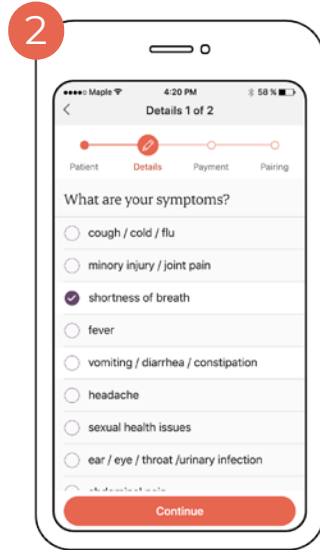 2
Maple 4:20 PM 58 %
Details 1 of 2
Patient Details Payment Pairing
What are your symptoms?
cough / cold / flu
minory injury / joint pain
shortness of breath
fever
vomiting / diarrhea / constipation
headache
sexual health issues
ear / eye / throat /urinary infection
Continue